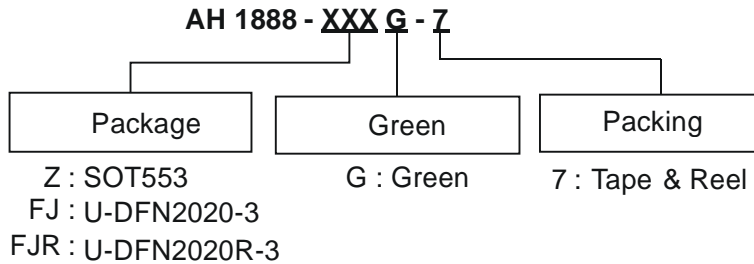 AH 1888 - XXX G - 7
Package
Green
Packing
Z : SOT553
FJ : U-DFN2020-3
FJR : U-DFN2020R-3
G : Green
7 : Tape & Reel